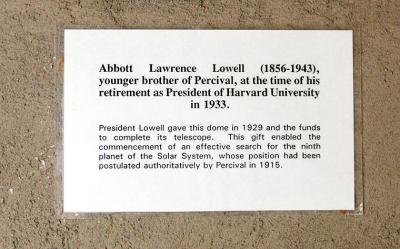 Abbott Lawrence Lowell (1856-1943),
younger brother of Percival, at the time of his
retirement as President of Harvard University
in 1933.
President Lowell gave this dome in 1929 and the funds
to complete its telescope. This gift enabled the
commencement of an effective search for the ninth
planet of the Solar System, whose position had been
postulated authoritatively by Percival in 1915.